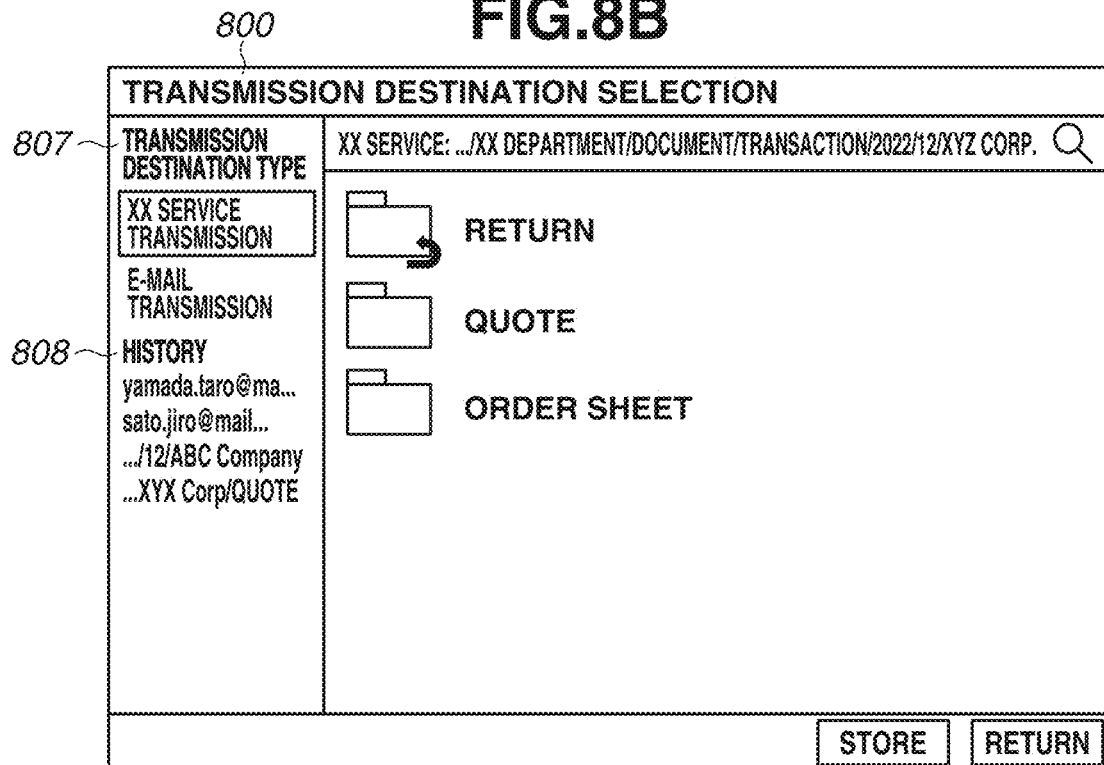 FIG.8B
800
TRANSMISSION DESTINATION SELECTION
807
TRANSMISSION
DESTINATION TYPE
XX SERVICE
TRANSMISSION
E-MAIL
TRANSMISSION
808
HISTORY
yamada.taro@ma...
sato.jiro@mail...
.../12/ABC Company
...XYX Corp/QUOTE
XX SERVICE: .../XX DEPARTMENT/DOCUMENT/TRANSACTION/2022/12/XYZ CORP.
RETURN
QUOTE
ORDER SHEET
STORE
RETURN